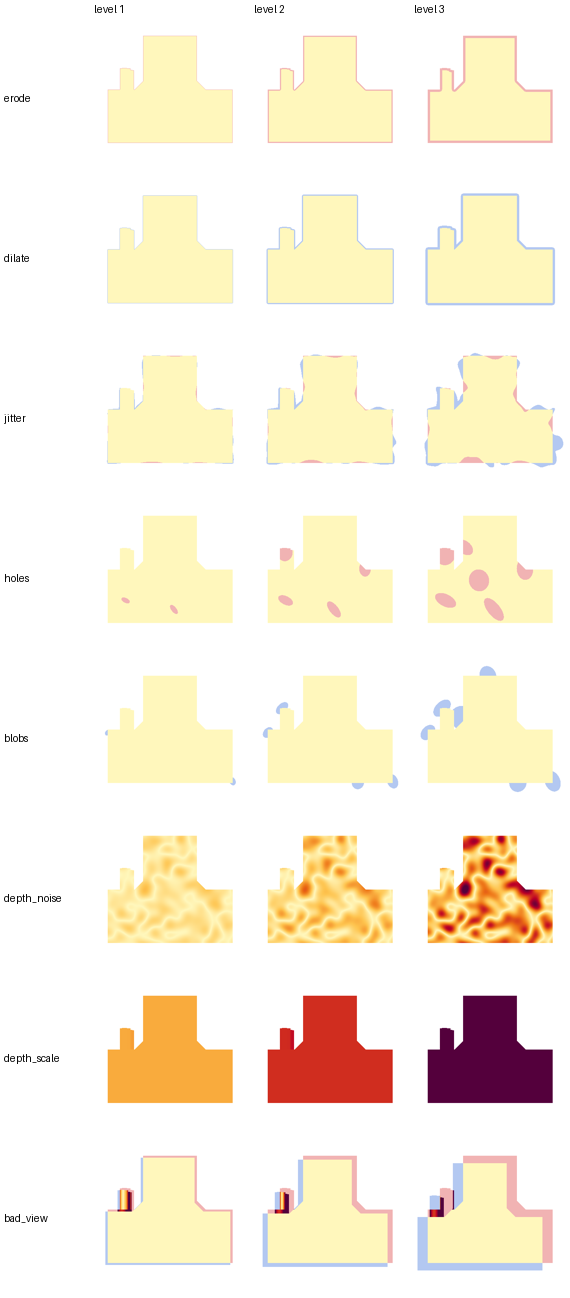 level 1 level 2 level 3
erode
dilate
jitter
holes
blobs
depth_noise
depth_scale
bad_view